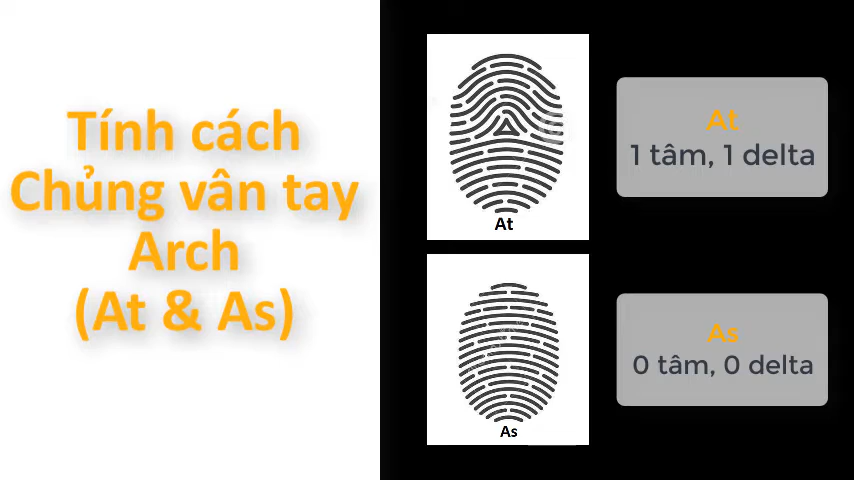 Tính cách
Chủng vân tay
Arch
(At & As)
At
At
1 tâm, 1 delta
As
As
0 tâm, 0 delta